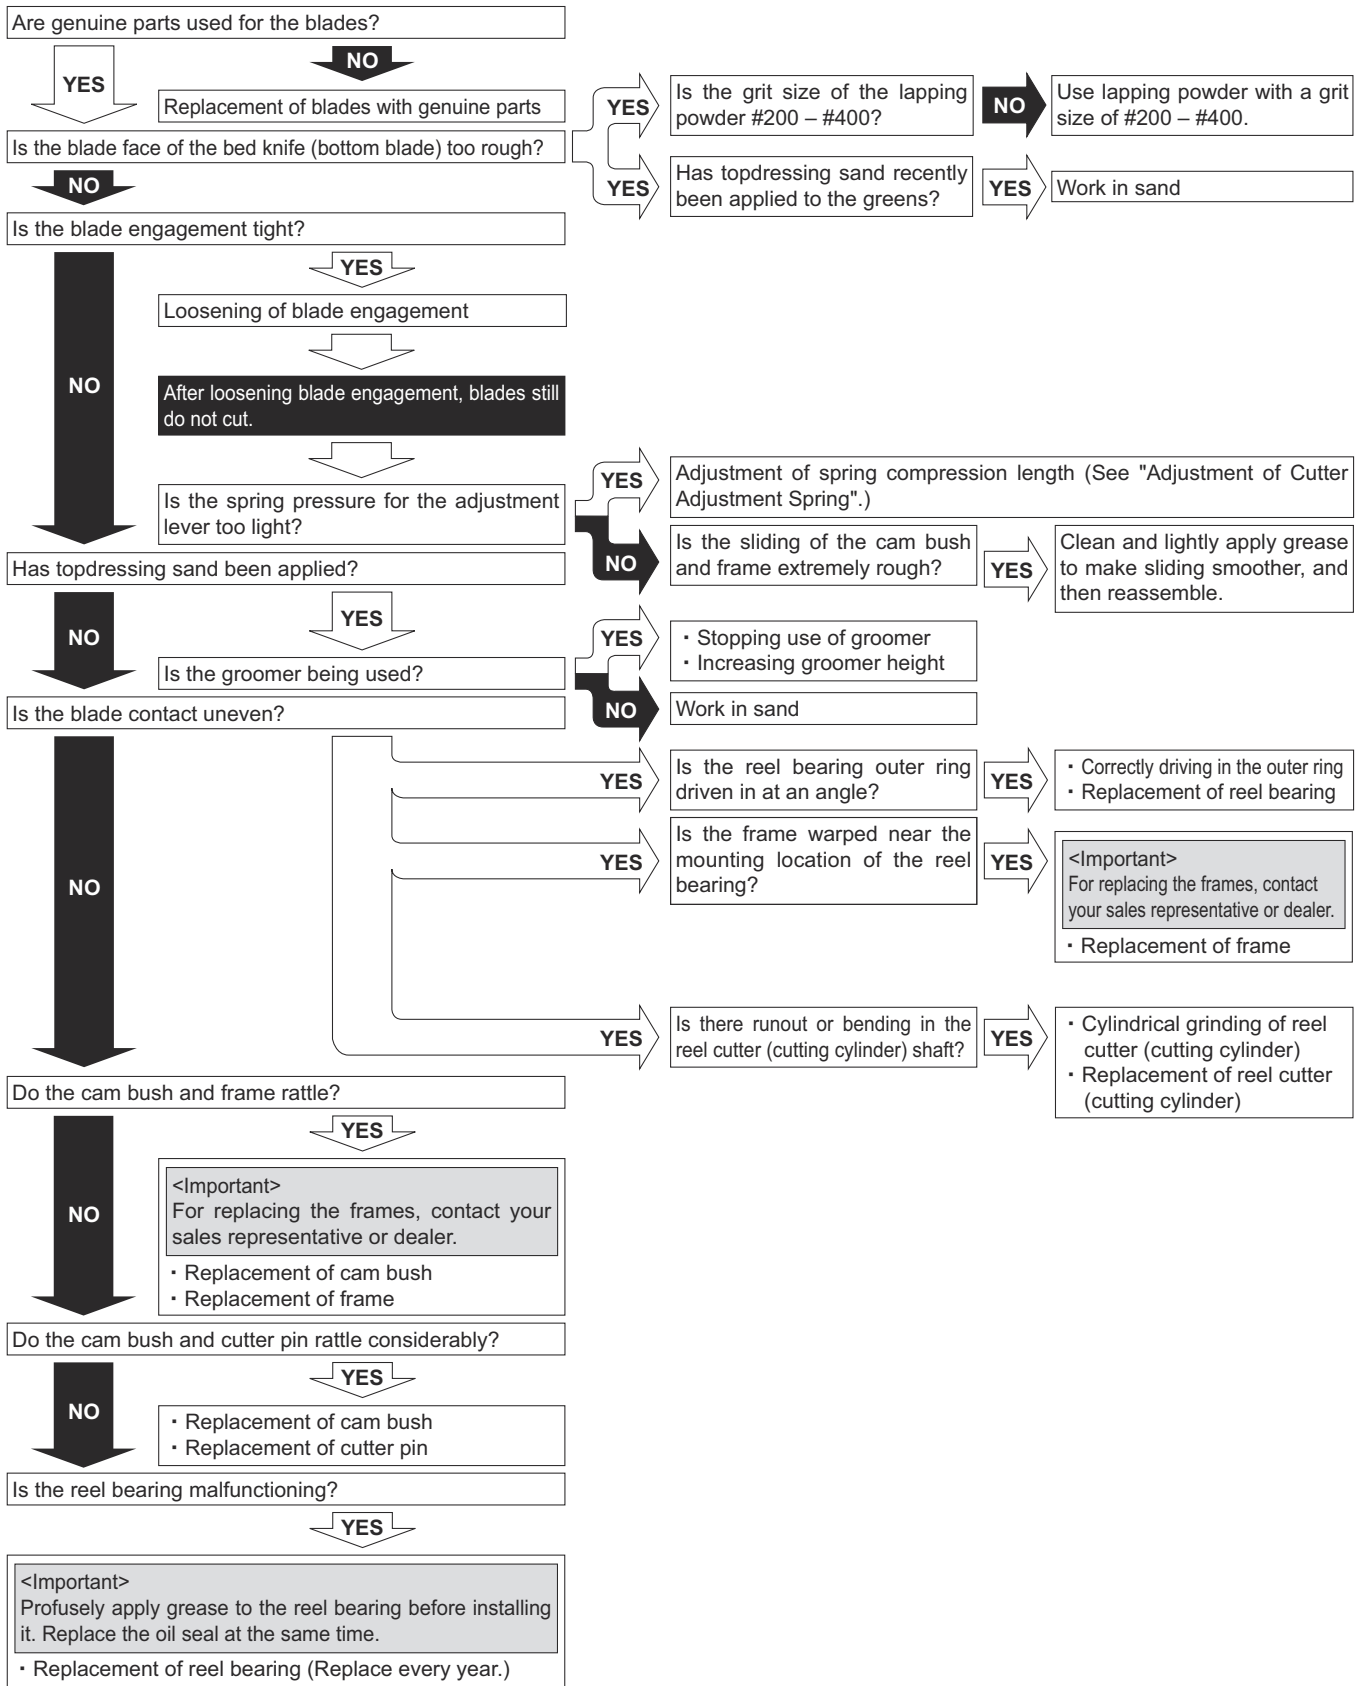 Are genuine parts used for the blades?
YES
NO
Replacement of blades with genuine parts
Is the blade face of the bed knife (bottom blade) too rough?
YES
Is the grit size of the lapping
powder #200 – #400?
NO
Use lapping powder with a grit
size of #200 – #400.
YES
Has topdressing sand recently
been applied to the greens?
YES
Work in sand
NO
Is the blade engagement tight?
YES
Loosening of blade engagement
NO
After loosening blade engagement, blades still
do not cut.
Is the spring pressure for the adjustment
lever too light?
YES
Adjustment of spring compression length (See "Adjustment of Cutter
Adjustment Spring".)
NO
Is the sliding of the cam bush
and frame extremely rough?
YES
Clean and lightly apply grease
to make sliding smoother, and
then reassemble.
Has topdressing sand been applied?
NO
YES
Is the groomer being used?
YES
・Stopping use of groomer
・Increasing groomer height
NO
Work in sand
Is the blade contact uneven?
NO
YES
Is the reel bearing outer ring
driven in at an angle?
YES
・Correctly driving in the outer ring
・Replacement of reel bearing
YES
Is the frame warped near the
mounting location of the reel
bearing?
YES
<Important>
For replacing the frames, contact
your sales representative or dealer.
・Replacement of frame
YES
Is there runout or bending in the
reel cutter (cutting cylinder) shaft?
YES
・Cylindrical grinding of reel
cutter (cutting cylinder)
・Replacement of reel cutter
(cutting cylinder)
Do the cam bush and frame rattle?
NO
YES
<Important>
For replacing the frames, contact your
sales representative or dealer.
・Replacement of cam bush
・Replacement of frame
Do the cam bush and cutter pin rattle considerably?
NO
YES
・Replacement of cam bush
・Replacement of cutter pin
Is the reel bearing malfunctioning?
YES
<Important>
Profusely apply grease to the reel bearing before installing
it. Replace the oil seal at the same time.
・Replacement of reel bearing (Replace every year.)